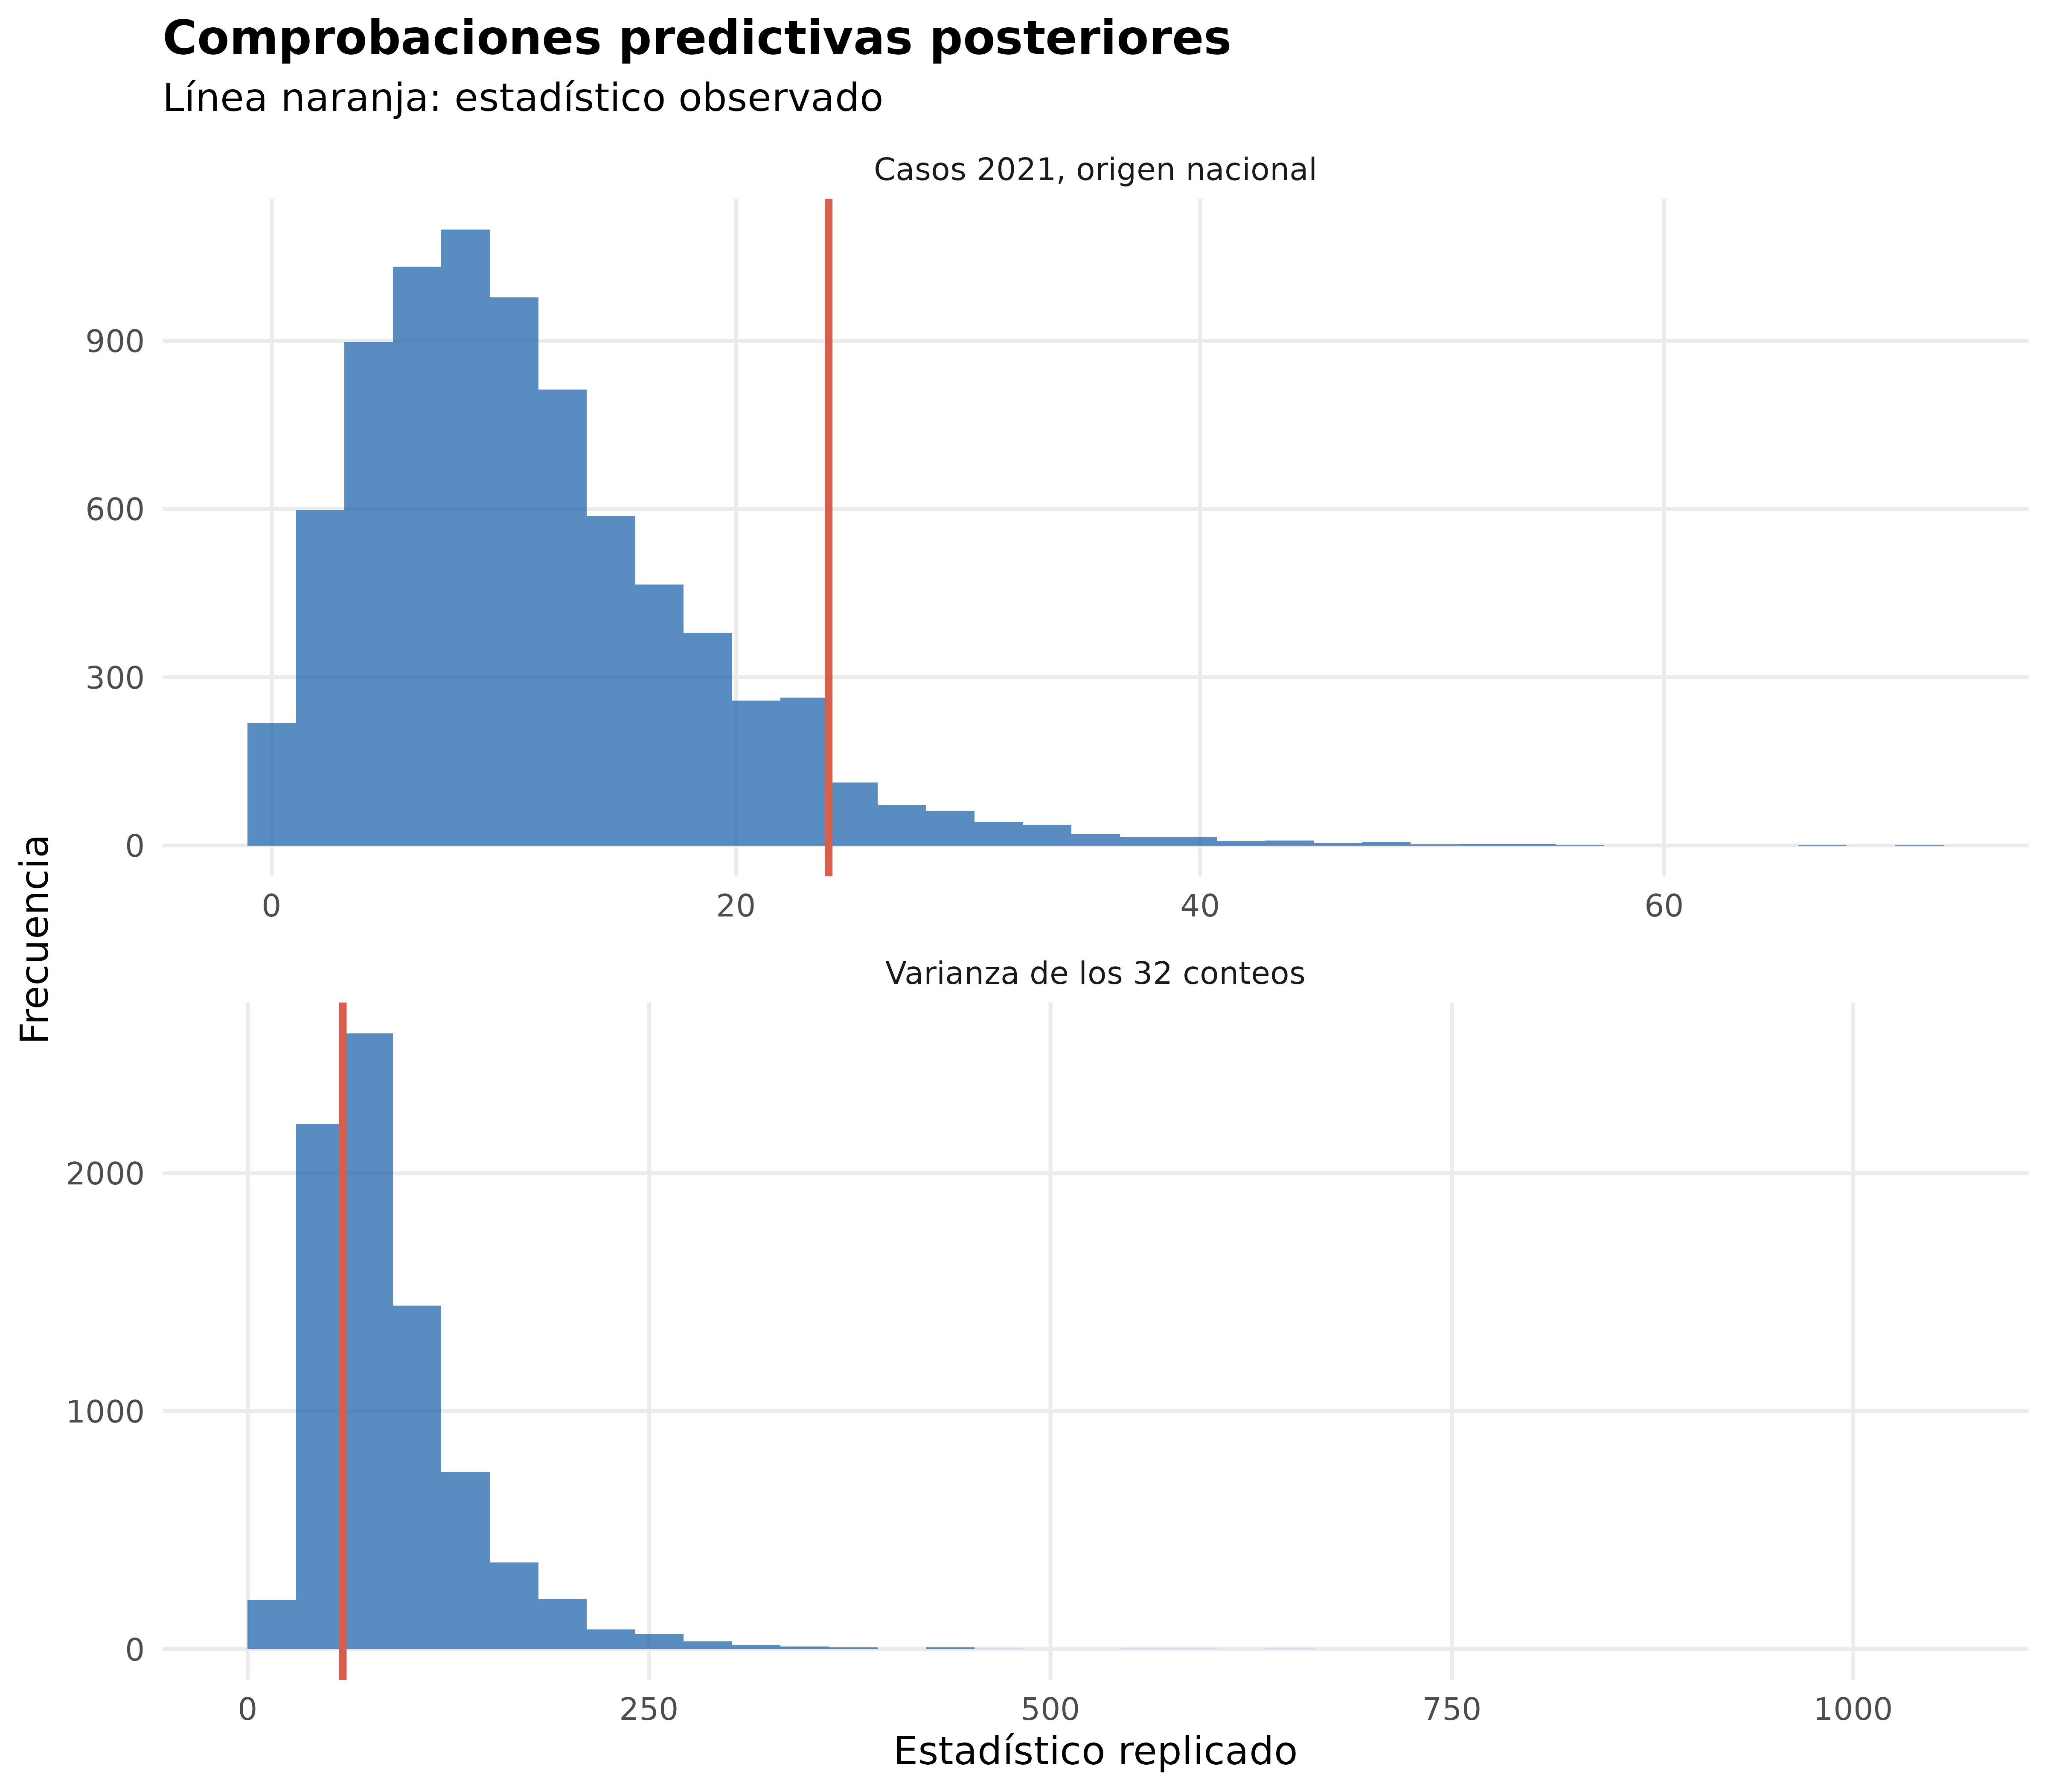 Comprobaciones predictivas posteriores
Línea naranja: estadístico observado
Casos 2021, origen nacional
900
600
300
0
0 20 40 60
Frecuencia
Varianza de los 32 conteos
2000
1000
0
0 250 500 750 1000
Estadístico replicado